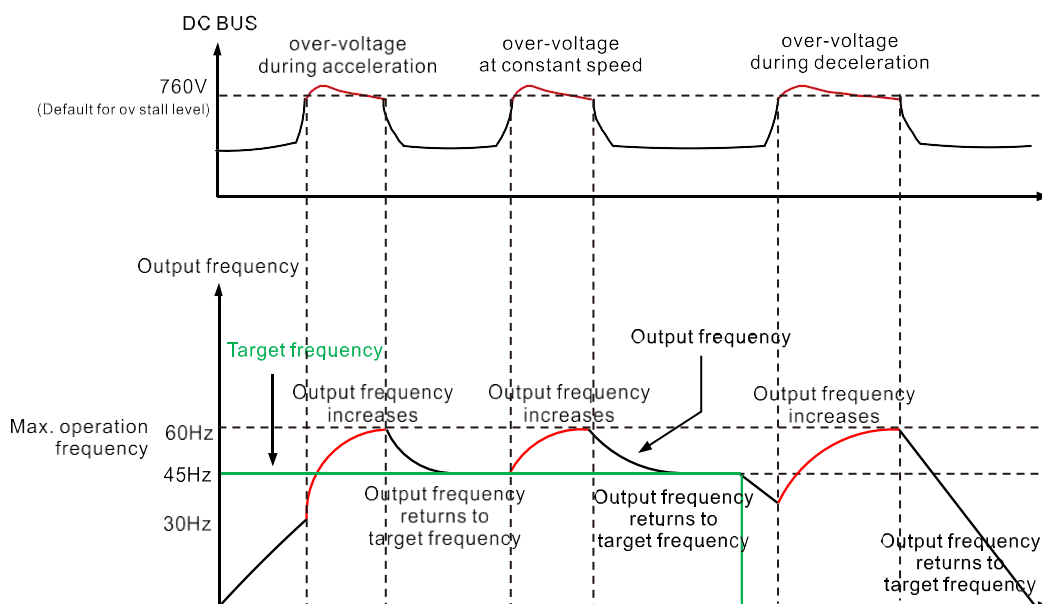 DC BUS
over-voltage
during acceleration
over-voltage
at constant speed
over-voltage
during deceleration
760V
(Default for ov stall level)
Output frequency
Target frequency
Output frequency
Output frequency
increases
Output frequency
increases
Output frequency
increases
Max. operation
frequency
60Hz
45Hz
30Hz
Output frequency
returns to
target frequency
Output frequency
returns to
target frequency
Output frequency
returns to
target frequency